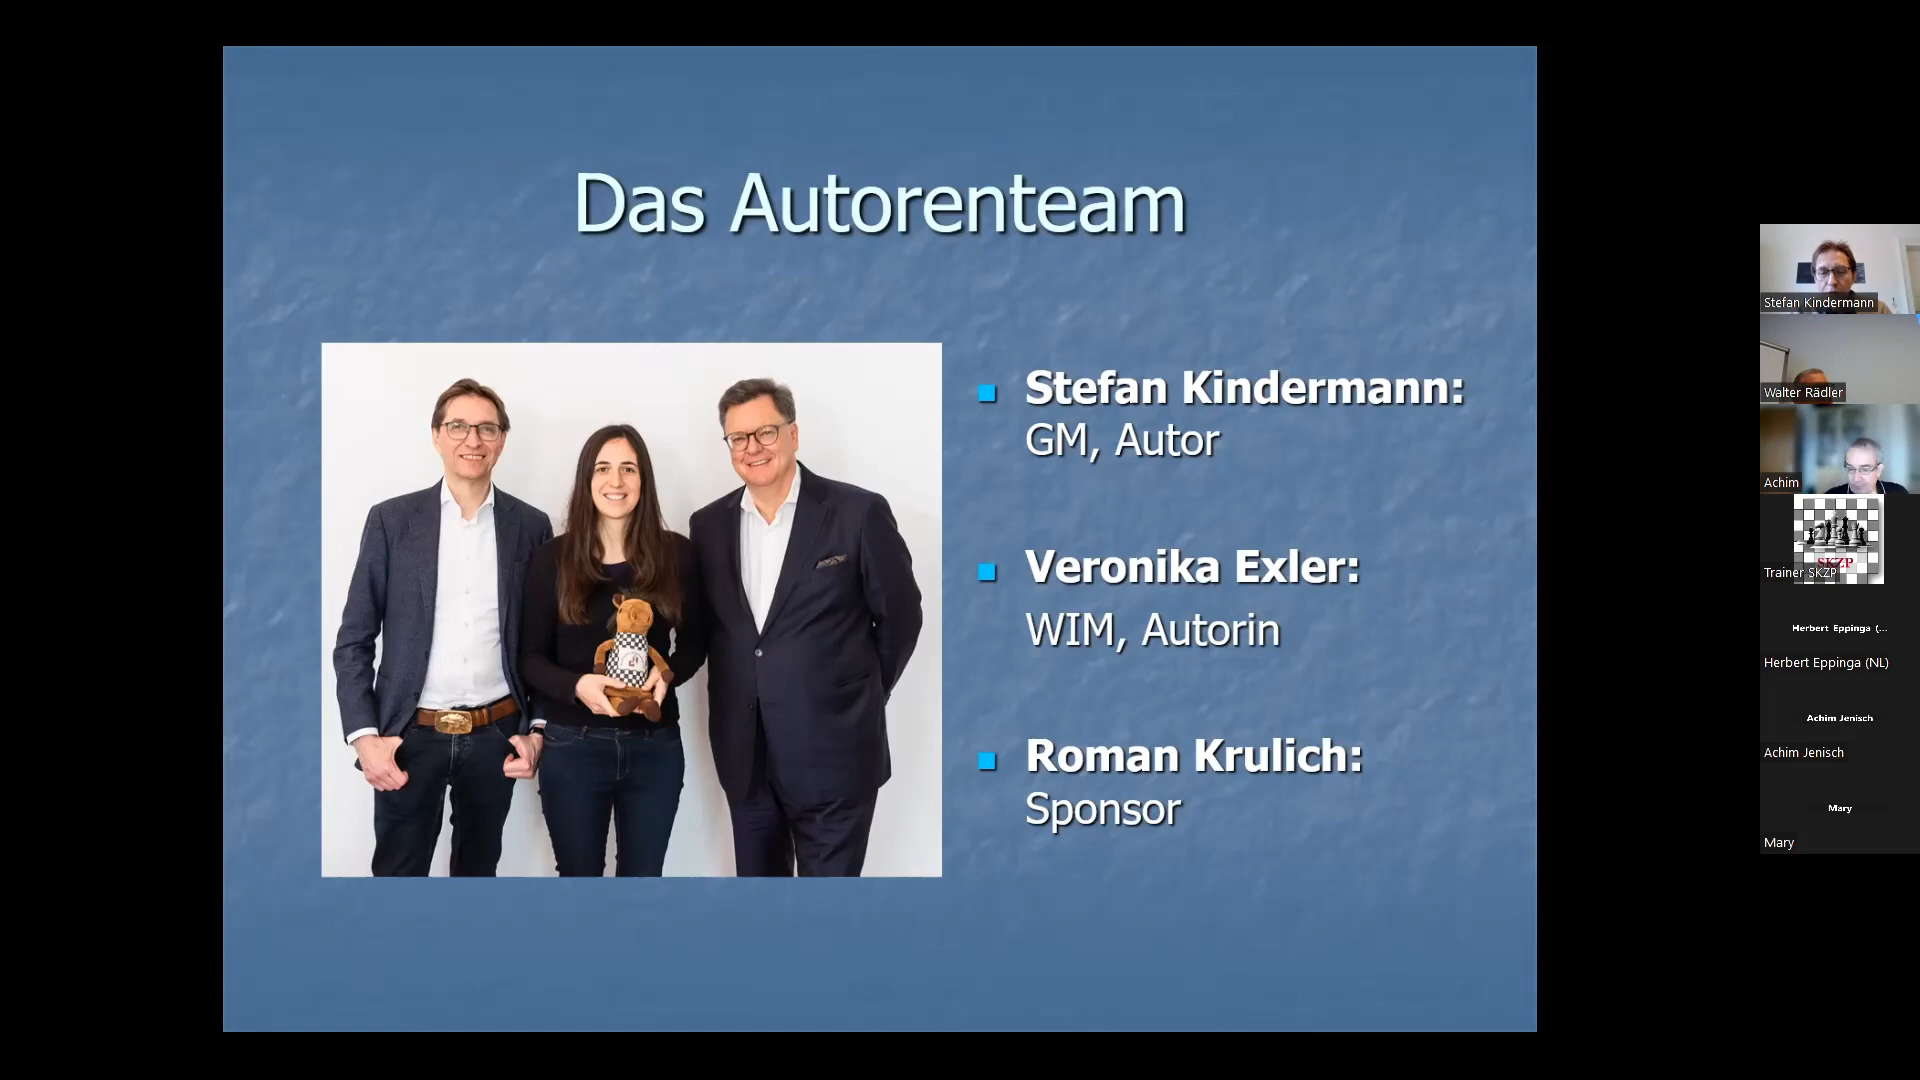 Das Autorenteam
Stefan Kindermann:
GM, Autor
Veronika Exler:
WIM, Autorin
Roman Krulich:
Sponsor
Stefan Kindermann
Walter Rädler
Achim
SKZP
Trainer SKZP
Herbert Eppinga (...
Herbert Eppinga (NL)
Achim Jenisch
Achim Jenisch
Mary
Mary